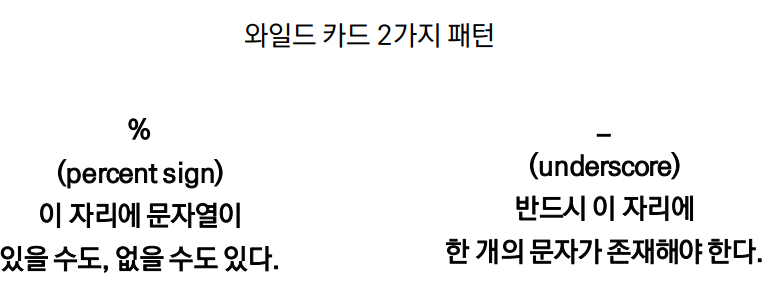 와일드 카드 2가지 패턴
%
(percent sign)
이 자리에 문자열이
있을 수도, 없을 수도 있다.
_
(underscore)
반드시 이 자리에
한 개의 문자가 존재해야 한다.